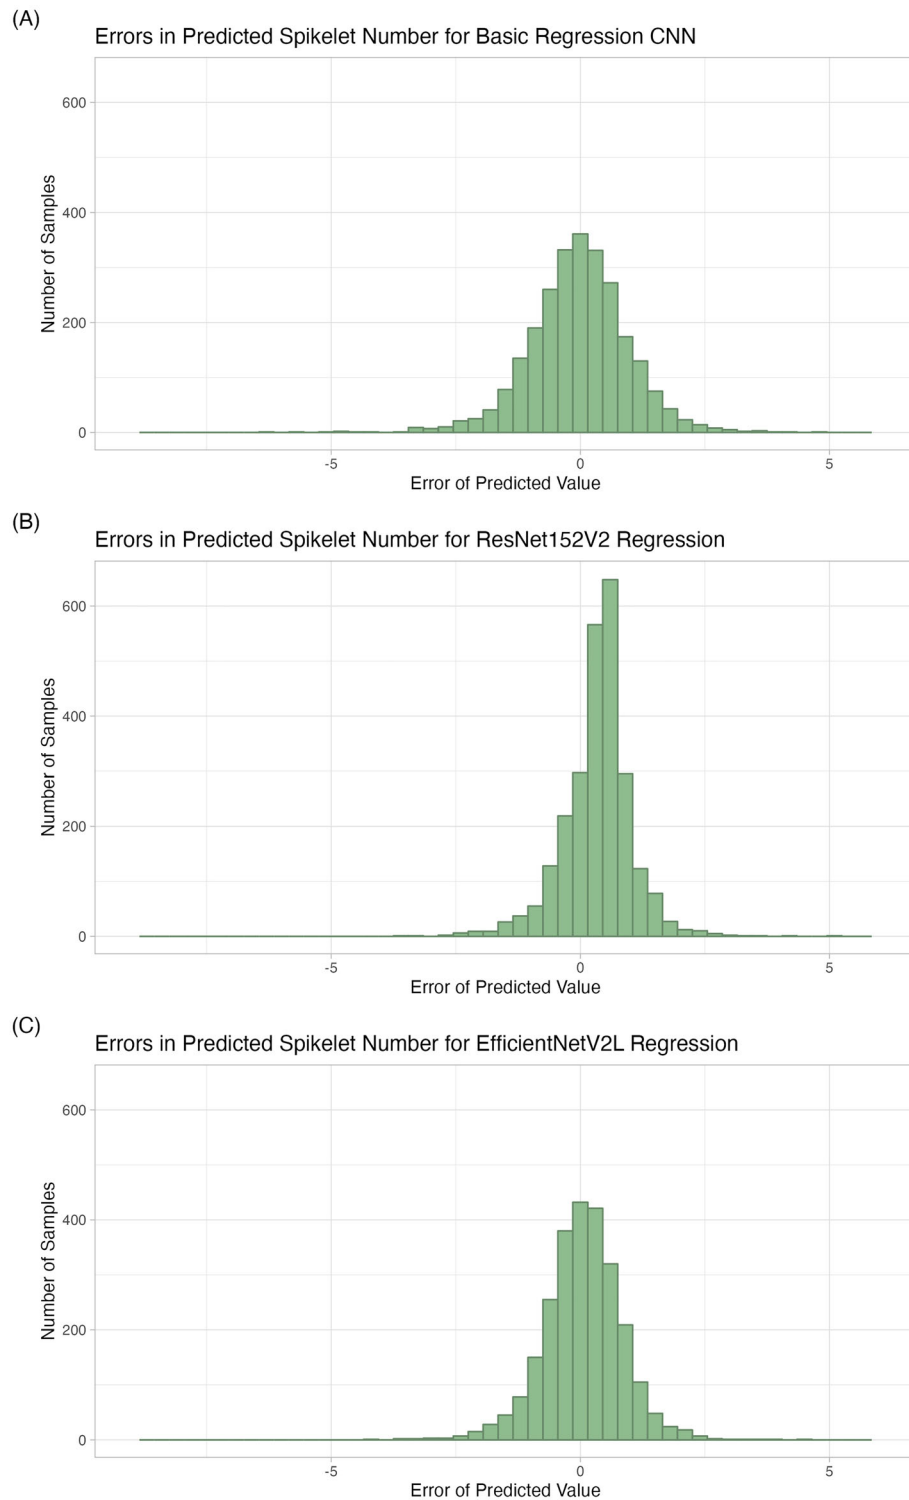 (A)
Errors in Predicted Spikelet Number for Basic Regression CNN
Number of Samples
600
400
200
0
-5
0
5
Error of Predicted Value
(B)
Errors in Predicted Spikelet Number for ResNet152V2 Regression
Number of Samples
600
400
200
0
-5
0
5
Error of Predicted Value
(C)
Errors in Predicted Spikelet Number for EfficientNetV2L Regression
Number of Samples
600
400
200
0
-5
0
5
Error of Predicted Value